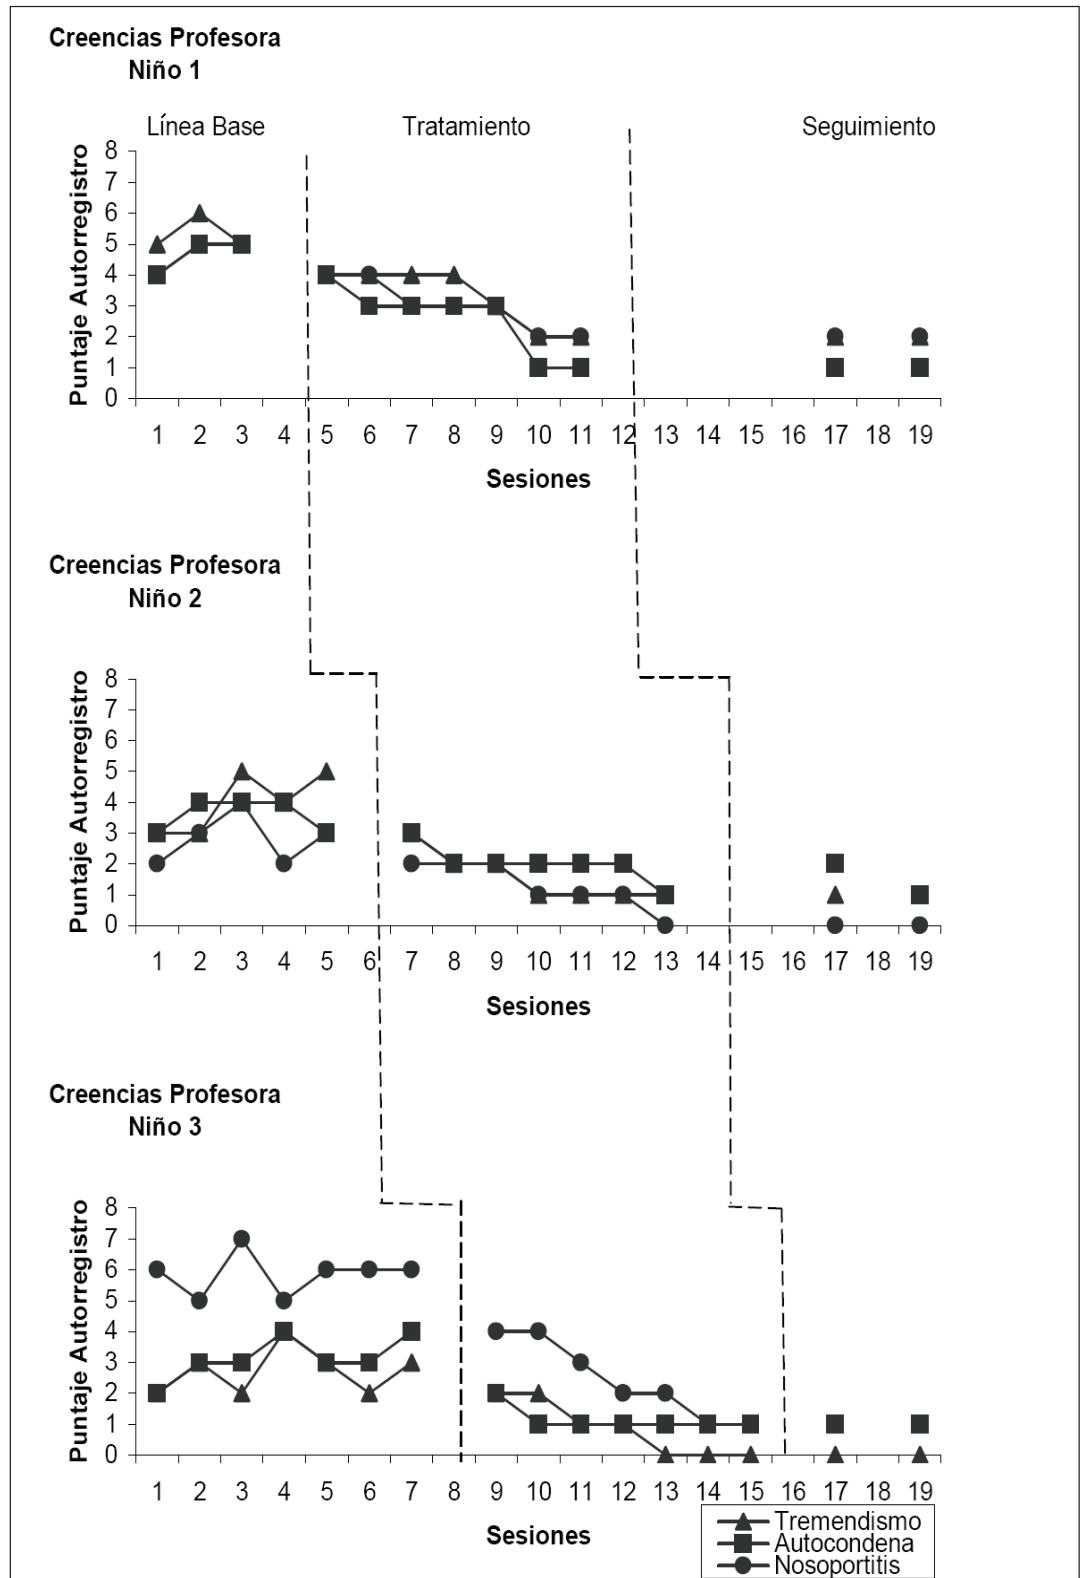 Creencias Profesora
Niño 1
Línea Base Tratamiento Seguimiento
Puntaje Autorregistro
8
7
6
5
4
3
2
1
0
1 2 3 4 5 6 7 8 9 10 11 12 13 14 15 16 17 18 19
Sesiones
Creencias Profesora
Niño 2
Puntaje Autorregistro
8
7
6
5
4
3
2
1
0
1 2 3 4 5 6 7 8 9 10 11 12 13 14 15 16 17 18 19
Sesiones
Creencias Profesora
Niño 3
Puntaje Autorregistro
8
7
6
5
4
3
2
1
0
1 2 3 4 5 6 7 8 9 10 11 12 13 14 15 16 17 18 19
Sesiones
Tremendismo
Autocondena
Nosoportitis